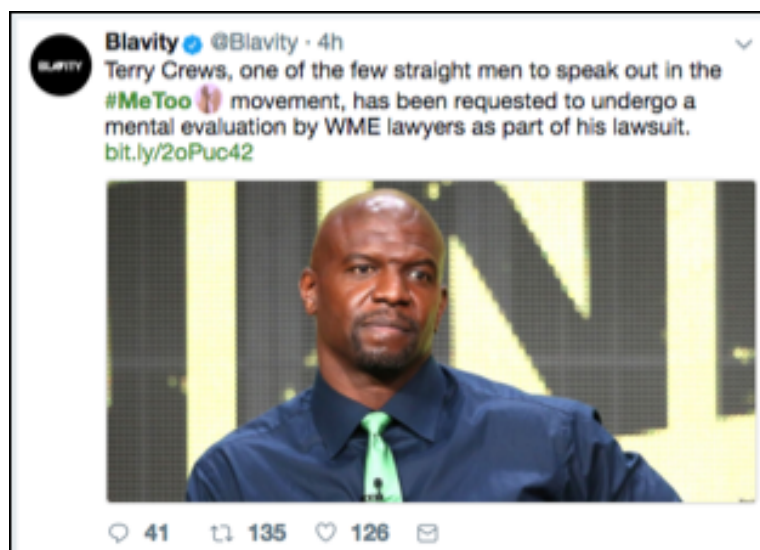 BLAVITY
Blavity @Blavity · 4h
Terry Crews, one of the few straight men to speak out in the
#MeToo movement, has been requested to undergo a
mental evaluation by WME lawyers as part of his lawsuit.
bit.ly/2oPuc42
41 135 126